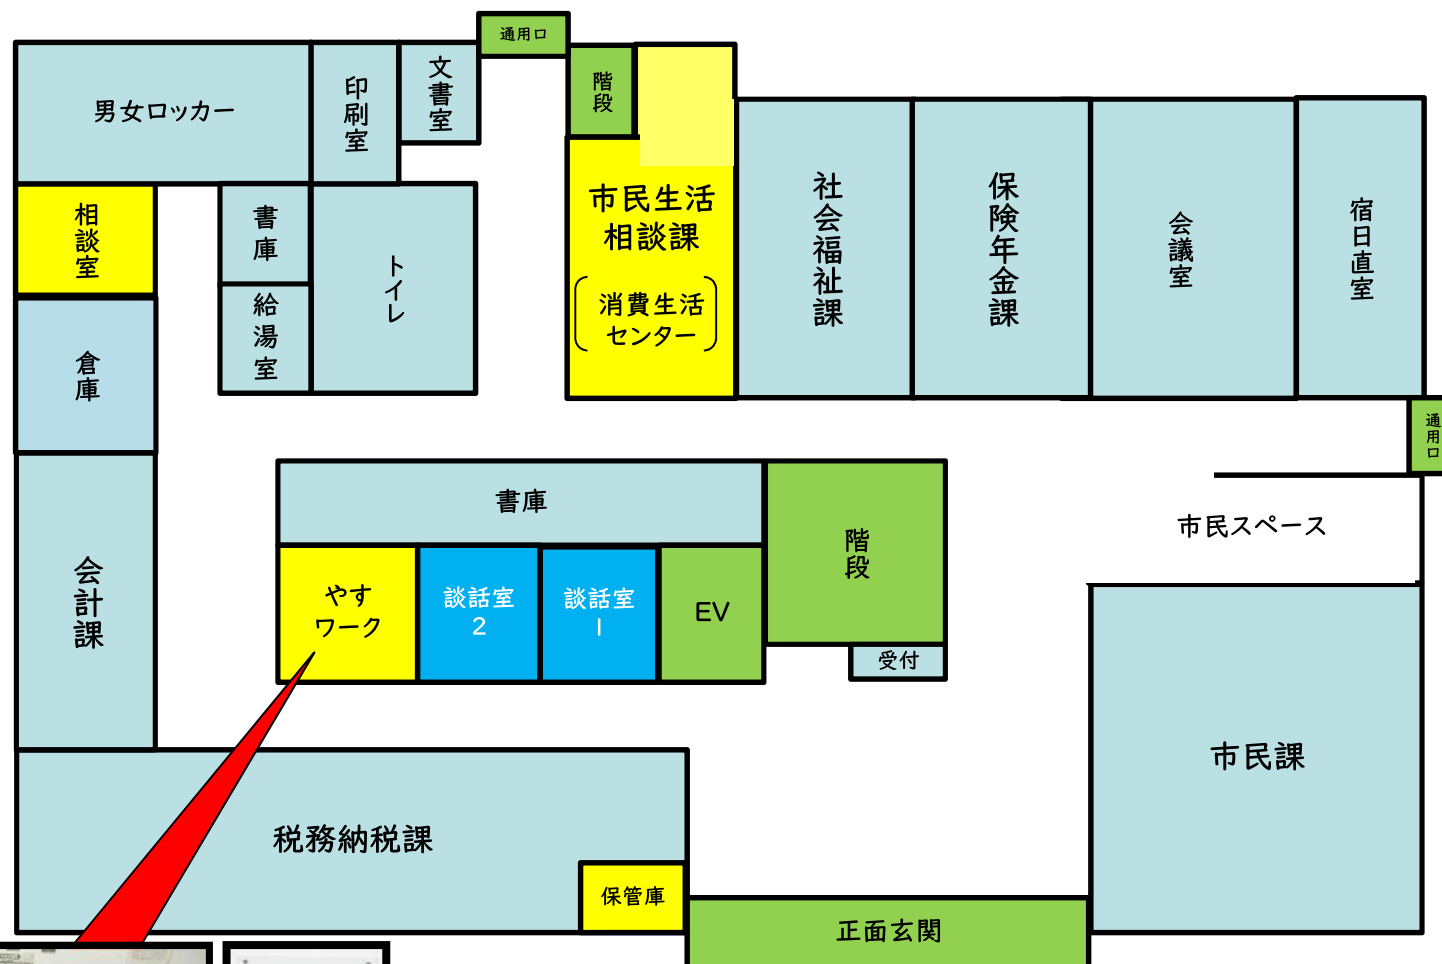 通用口
男女ロッカー
印刷室
文書室
階段
相談室
書庫
給湯室
トイレ
市民生活
相談課
消費生活
センター
社会福祉課
保険年金課
会議室
宿日直室
倉庫
通用口
書庫
階段
市民スペース
会計課
やす
ワーク
談話室
2
談話室
1
EV
受付
市民課
税務納税課
保管庫
正面玄関